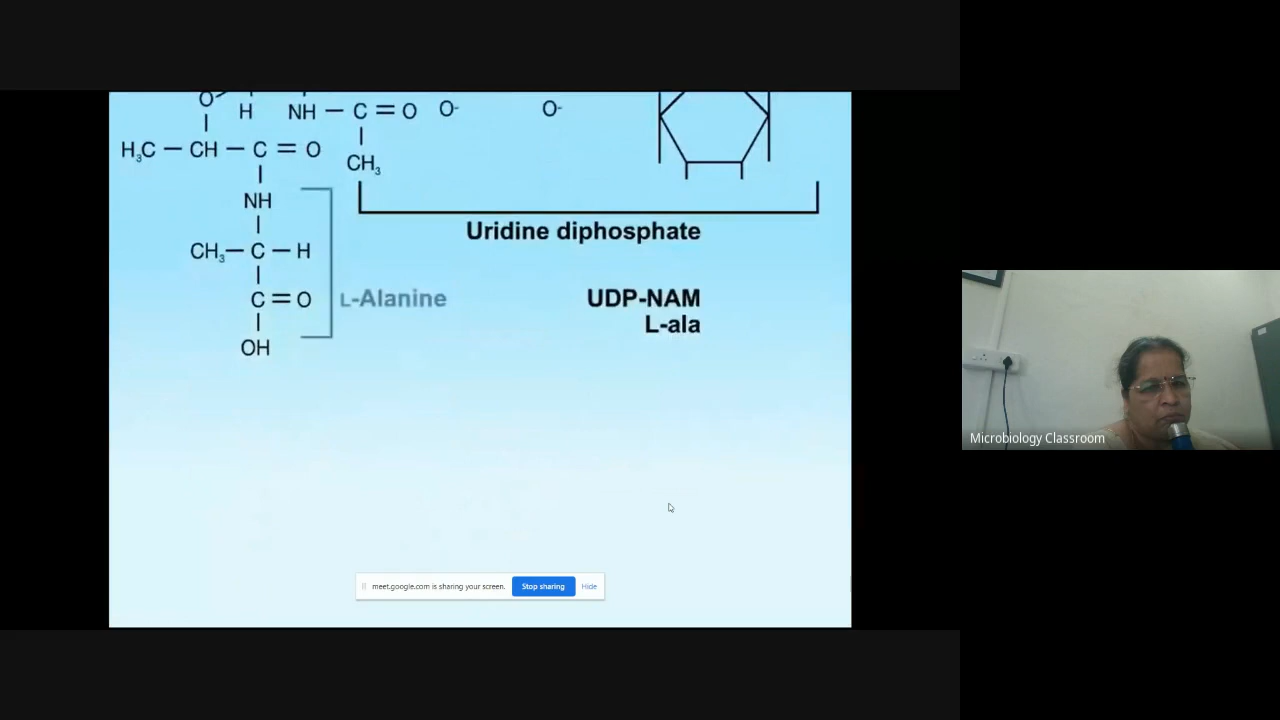 O
H NH — C = O O- O-
H3C — CH — C = O
CH3
NH
Uridine diphosphate
CH3 — C — H
L-Alanine
C = O
UDP-NAM
L-ala
OH
Microbiology Classroom
meet.google.com is sharing your screen. Stop sharing Hide